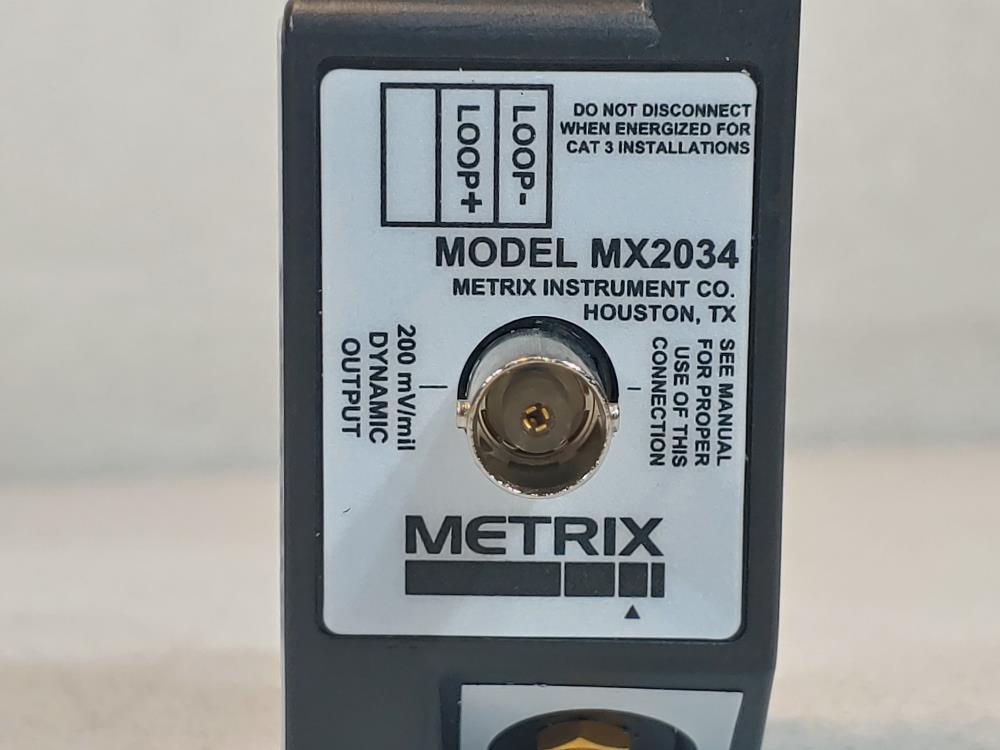 LOOP+
LOOP-
DO NOT DISCONNECT
WHEN ENERGIZED FOR
CAT 3 INSTALLATIONS
MODEL MX2034
METRIX INSTRUMENT CO.
HOUSTON, TX
200 mV/mil
DYNAMIC
OUTPUT
SEE MANUAL
FOR PROPER
USE OF THIS
CONNECTION
METRIX